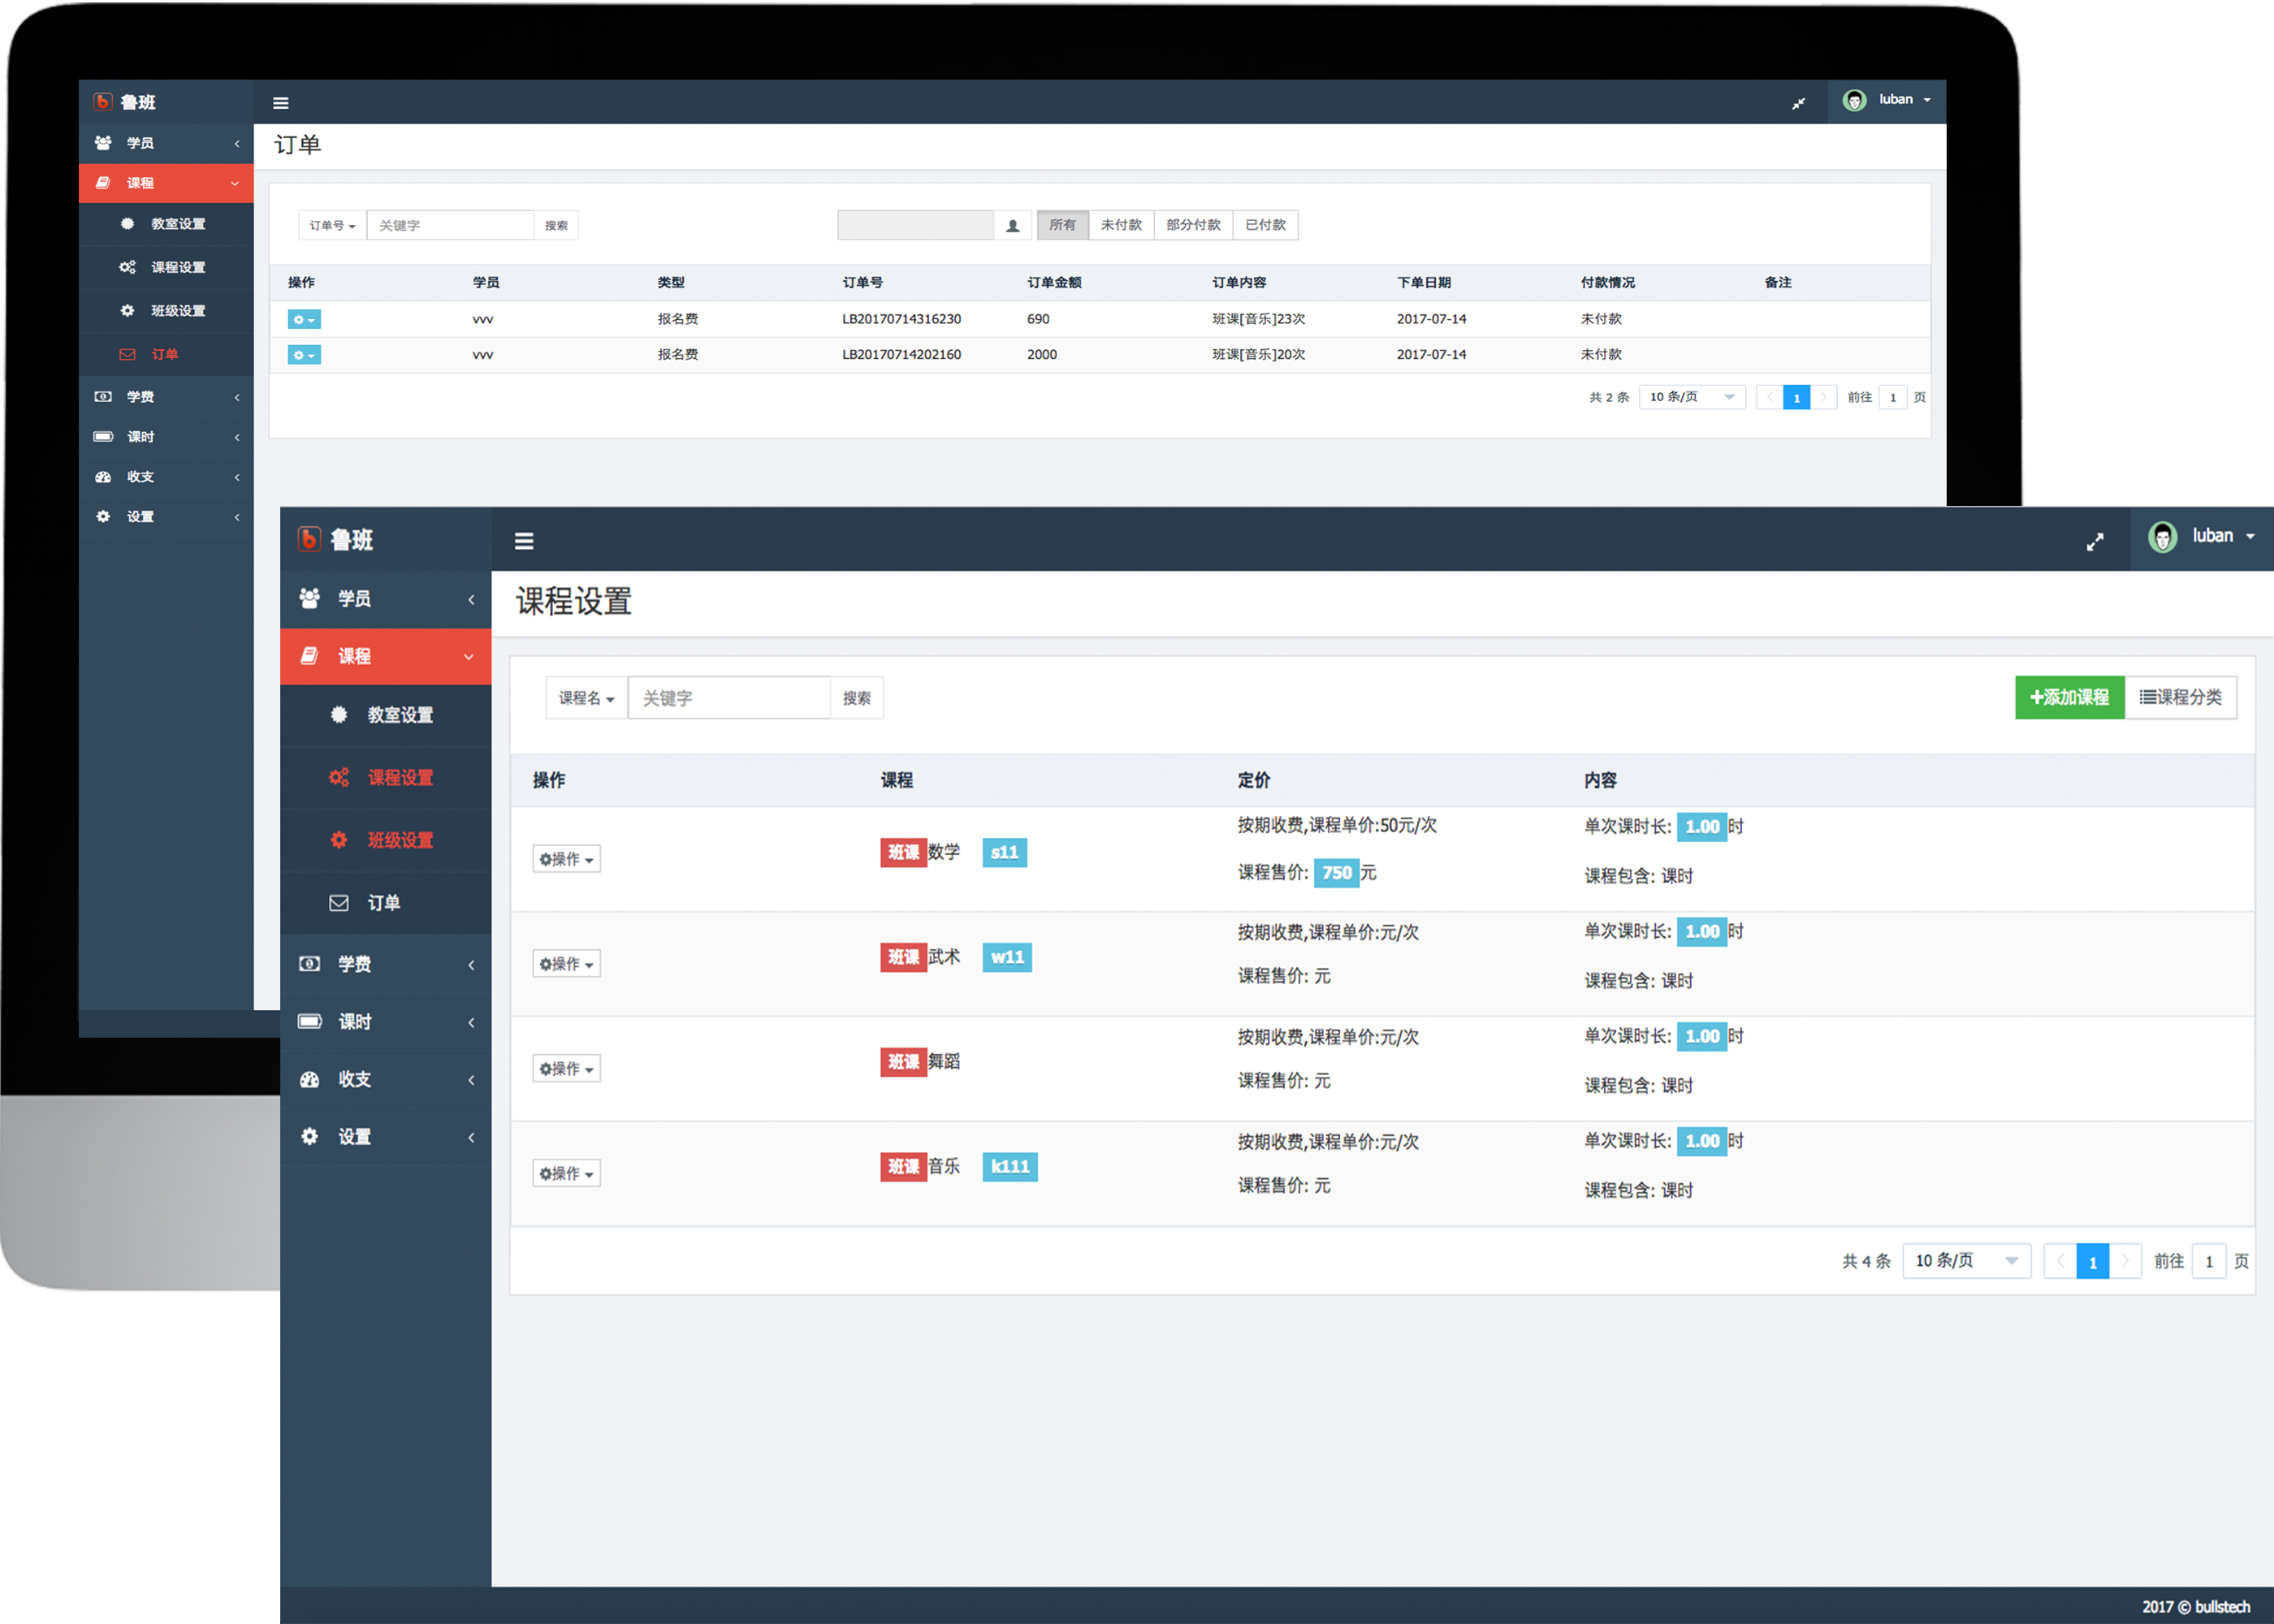 鲁班
luban
学员
订单
课程
教室设置
订单号 关键字 搜索 所有 未付款 部分付款 已付款
课程设置
操作 学员 类型 订单号 订单金额 订单内容 下单日期 付款情况 备注
班级设置
vvv 报名费 LB20170714316230 690 班课[音乐]23次 2017-07-14 未付款
订单
vvv 报名费 LB20170714202160 2000 班课[音乐]20次 2017-07-14 未付款
学费
共 2 条 10 条/页 1 前往 1 页
课时
收支
设置
鲁班
luban
学员
课程设置
课程
教室设置
课程名 关键字 搜索 添加课程 课程分类
课程设置
操作 课程 定价 内容
班级设置
订单
学费
课时
收支
设置
操作 班课 数学 s11
按期收费,课程单价:50元/次
课程售价: 750 元
单次课时长: 1.00 时
课程包含: 课时
操作 班课 武术 w11
按期收费,课程单价:元/次
课程售价: 元
单次课时长: 1.00 时
课程包含: 课时
操作 班课 舞蹈
按期收费,课程单价:元/次
课程售价: 元
单次课时长: 1.00 时
课程包含: 课时
操作 班课 音乐 k111
按期收费,课程单价:元/次
课程售价: 元
单次课时长: 1.00 时
课程包含: 课时
共 4 条 10 条/页 1 前往 1 页
2017 © bullstech